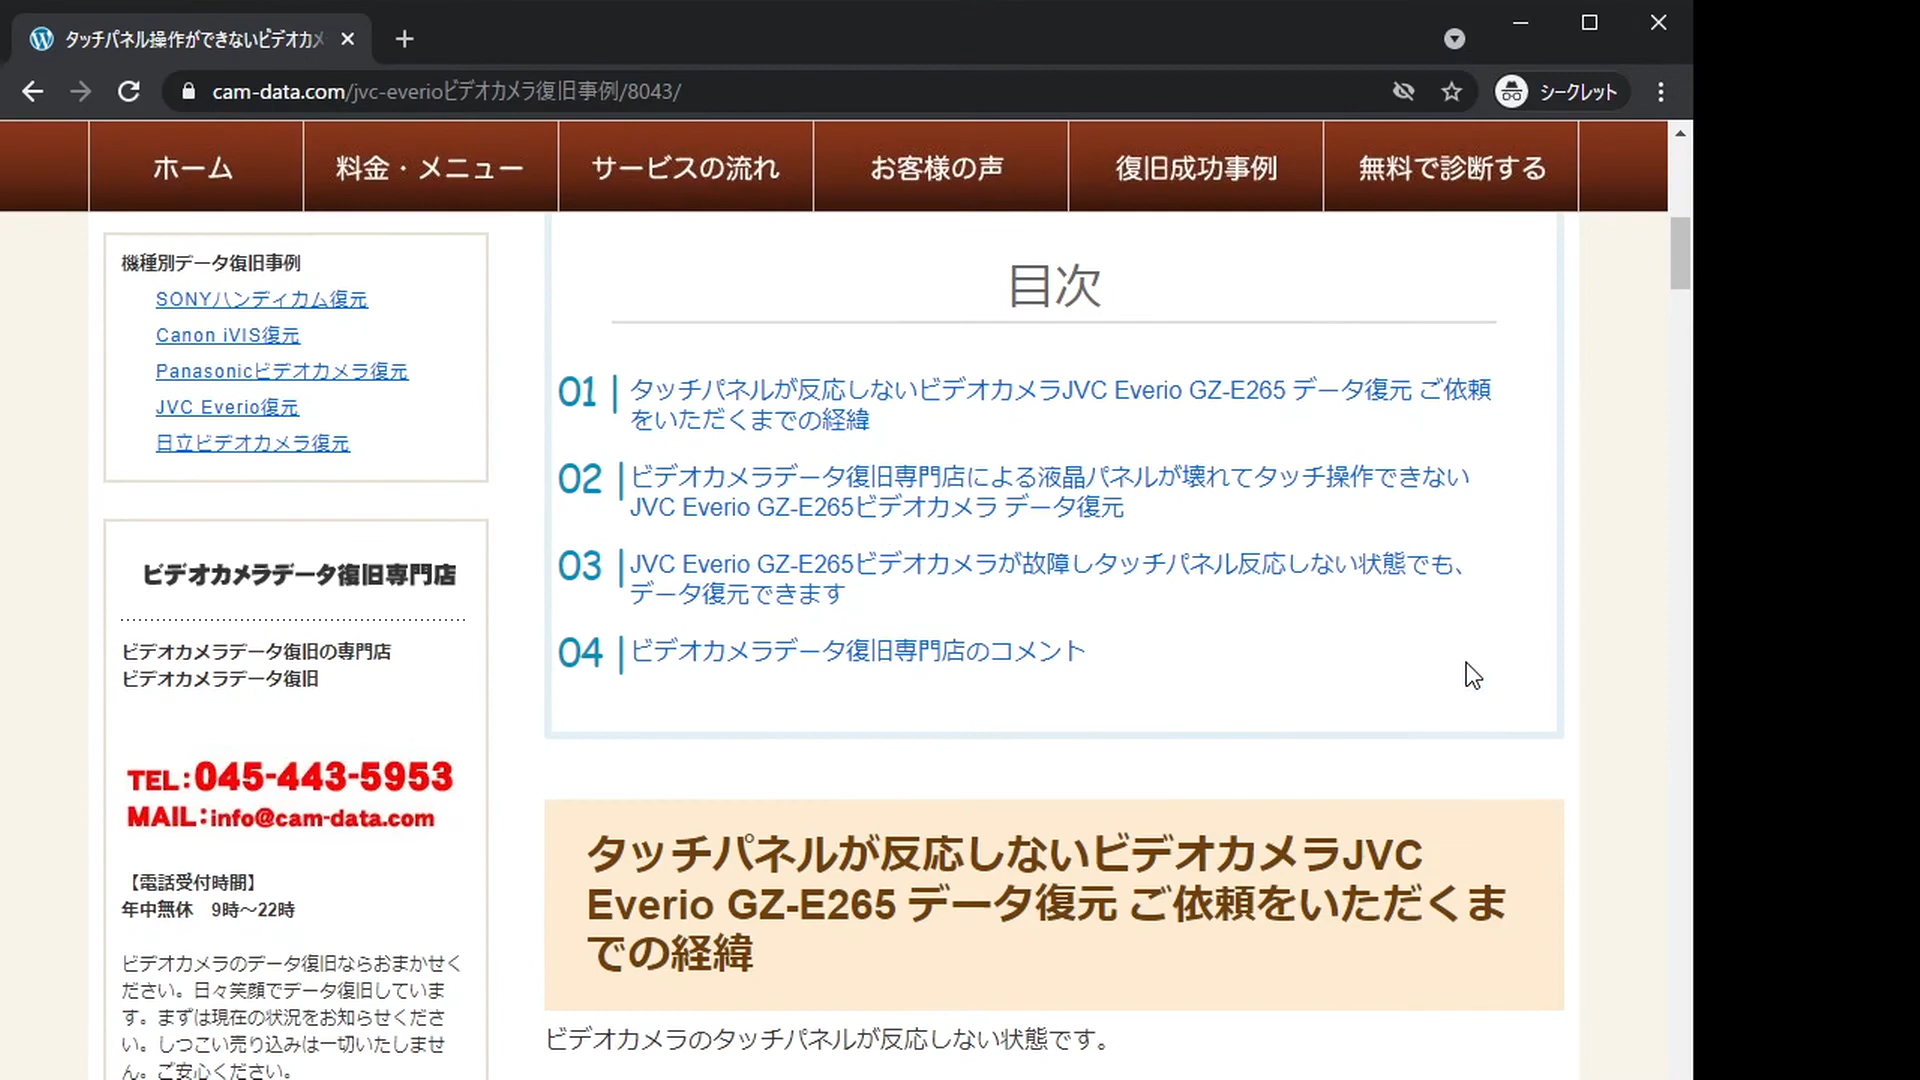 タッチパネル操作ができないビデオカメ
cam-data.com/jvc-everioビデオカメラ復旧事例/8043/
シークレット
ホーム
料金・メニュー
サービスの流れ
お客様の声
復旧成功事例
無料で診断する
機種別データ復旧事例
SONYハンディカム復元
Canon iVIS復元
Panasonicビデオカメラ復元
JVC Everio復元
日立ビデオカメラ復元
ビデオカメラデータ復旧専門店
ビデオカメラデータ復旧の専門店
ビデオカメラデータ復旧
TEL:045-443-5953
MAIL:info@cam-data.com
【電話受付時間】
年中無休　9時〜22時
ビデオカメラのデータ復旧ならおまかせく
ださい。日々笑顔でデータ復旧していま
す。まずは現在の状況をお知らせくださ
い。しつこい売り込みは一切いたしませ
ん。ご安心ください。
目次
01 タッチパネルが反応しないビデオカメラJVC Everio GZ-E265 データ復元 ご依頼
をいただくまでの経緯
02 ビデオカメラデータ復旧専門店による液晶パネルが壊れてタッチ操作できない
JVC Everio GZ-E265ビデオカメラ データ復元
03 JVC Everio GZ-E265ビデオカメラが故障しタッチパネル反応しない状態でも、
データ復元できます
04 ビデオカメラデータ復旧専門店のコメント
タッチパネルが反応しないビデオカメラJVC
Everio GZ-E265 データ復元 ご依頼をいただくま
での経緯
ビデオカメラのタッチパネルが反応しない状態です。